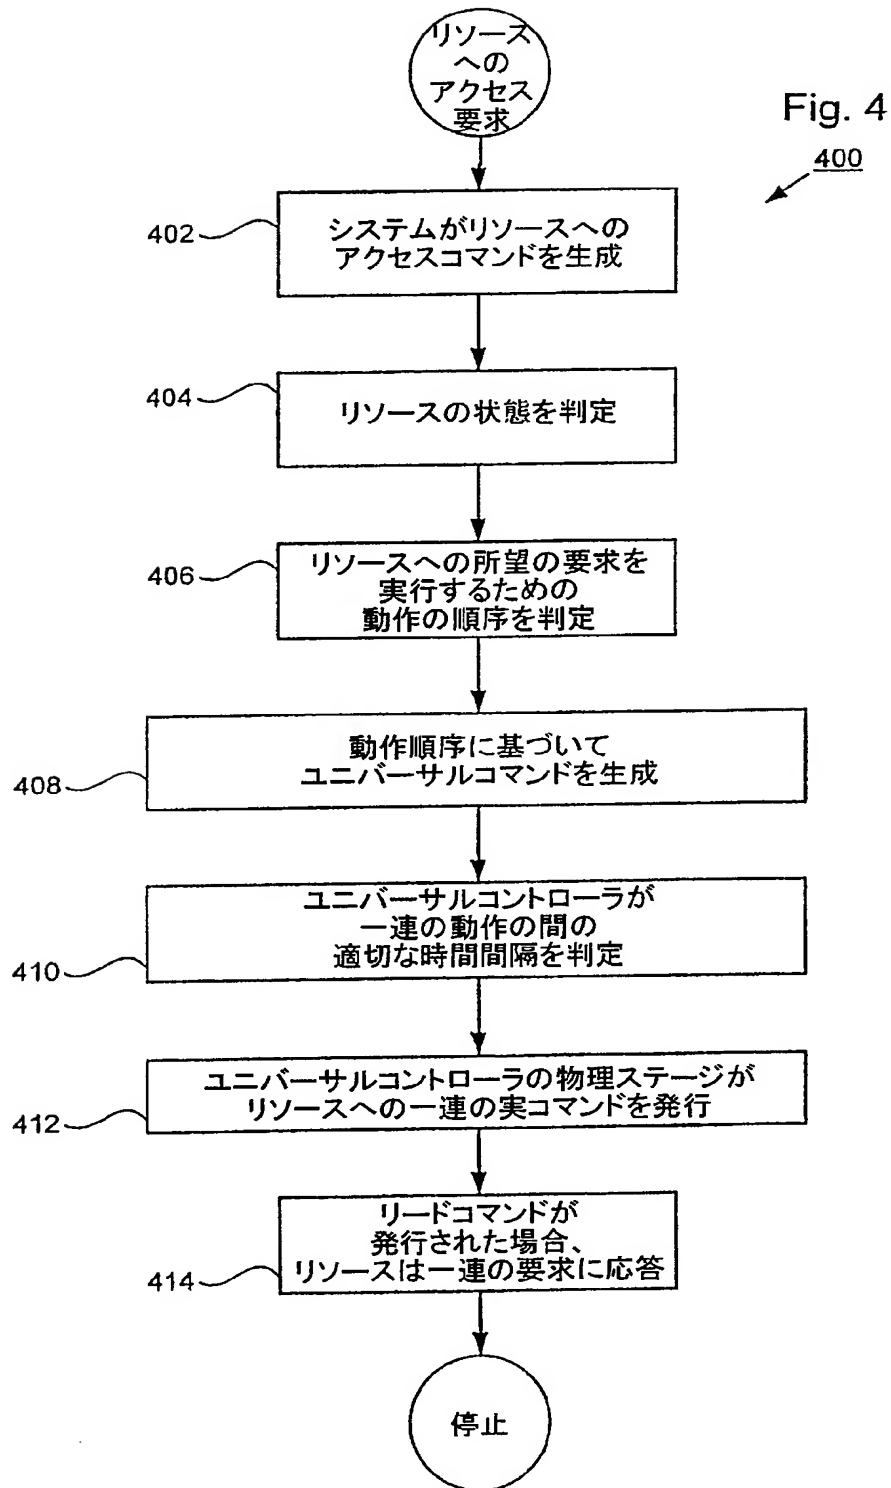 リソース
への
アクセス
要求
Fig. 4
400
402
システムがリソースへの
アクセスコマンドを生成
404
リソースの状態を判定
406
リソースへの所望の要求を
実行するための
動作の順序を判定
408
動作順序に基づいて
ユニバーサルコマンドを生成
410
ユニバーサルコントローラが
一連の動作の間の
適切な時間間隔を判定
412
ユニバーサルコントローラの物理ステージが
リソースへの一連の実コマンドを発行
414
リードコマンドが
発行された場合、
リソースは一連の要求に応答
停止